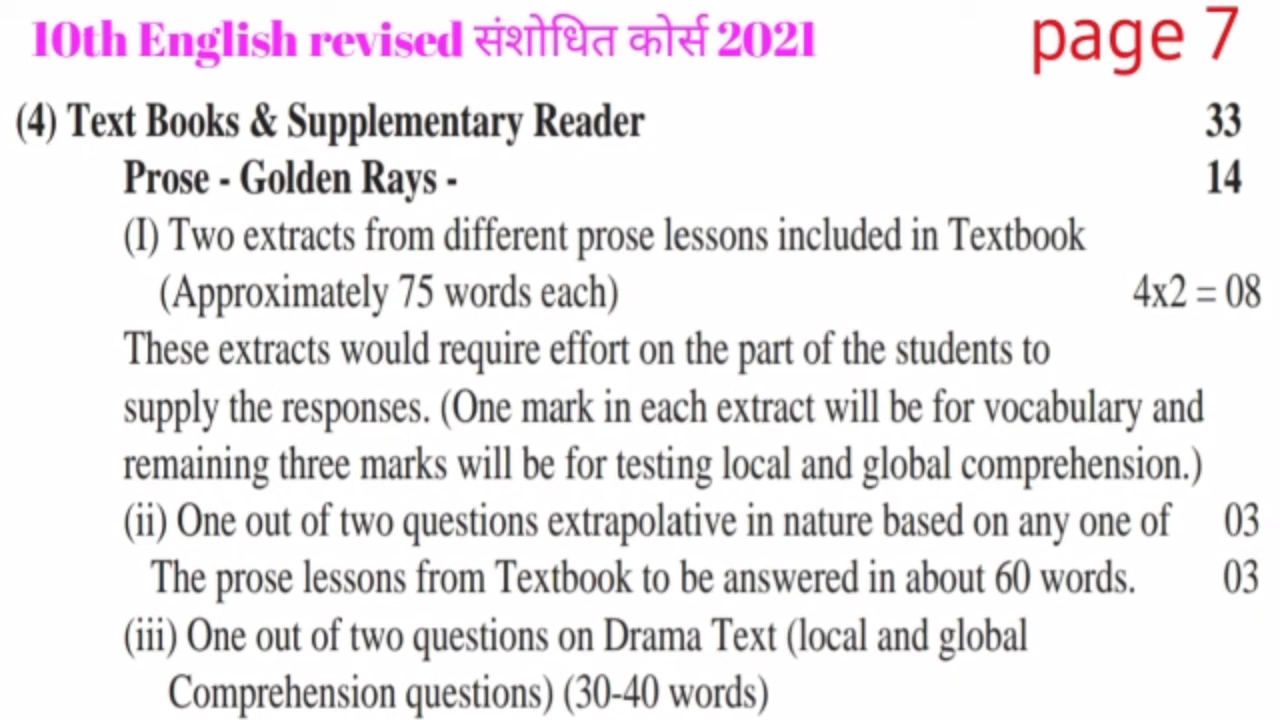 10th English revised संशोधित कोर्स 2021 page 7
(4) Text Books & Supplementary Reader 33
Prose - Golden Rays - 14
(I) Two extracts from different prose lessons included in Textbook
(Approximately 75 words each) 4x2 = 08
These extracts would require effort on the part of the students to
supply the responses. (One mark in each extract will be for vocabulary and
remaining three marks will be for testing local and global comprehension.)
(ii) One out of two questions extrapolative in nature based on any one of 03
The prose lessons from Textbook to be answered in about 60 words. 03
(iii) One out of two questions on Drama Text (local and global
Comprehension questions) (30-40 words)